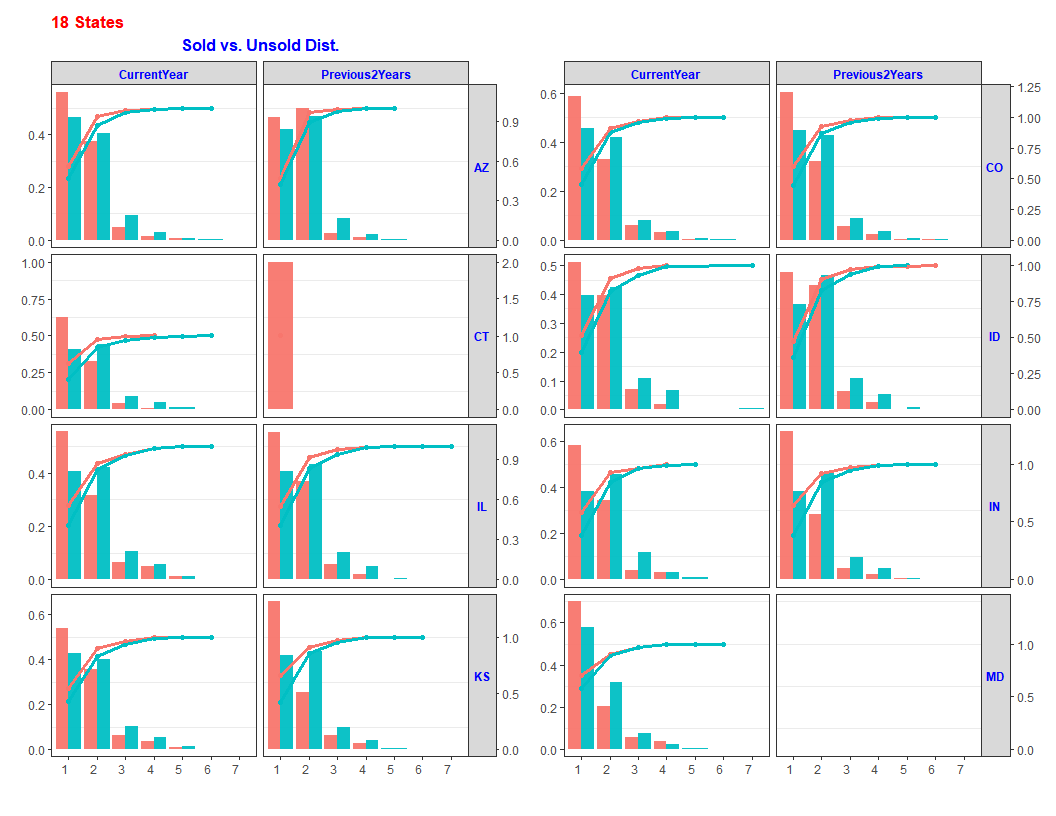 18 States
Sold vs. Unsold Dist.
CurrentYear Previous2Years CurrentYear Previous2Years
0.4 0.2 0.0 0.9 0.6 0.3 0.0 AZ
0.6 0.4 0.2 0.0 1.25 1.00 0.75 0.50 0.25 0.00 CO
1.00 0.75 0.50 0.25 0.00 2.0 1.5 1.0 0.5 0.0 CT
0.5 0.4 0.3 0.2 0.1 0.0 1.00 0.75 0.50 0.25 0.00 ID
0.4 0.2 0.0 0.9 0.6 0.3 0.0 IL
0.6 0.4 0.2 0.0 1.0 0.5 0.0 IN
0.6 0.4 0.2 0.0 1.0 0.5 0.0 KS
0.6 0.4 0.2 0.0 1.0 0.5 0.0 MD
1 2 3 4 5 6 7 1 2 3 4 5 6 7 1 2 3 4 5 6 7 1 2 3 4 5 6 7